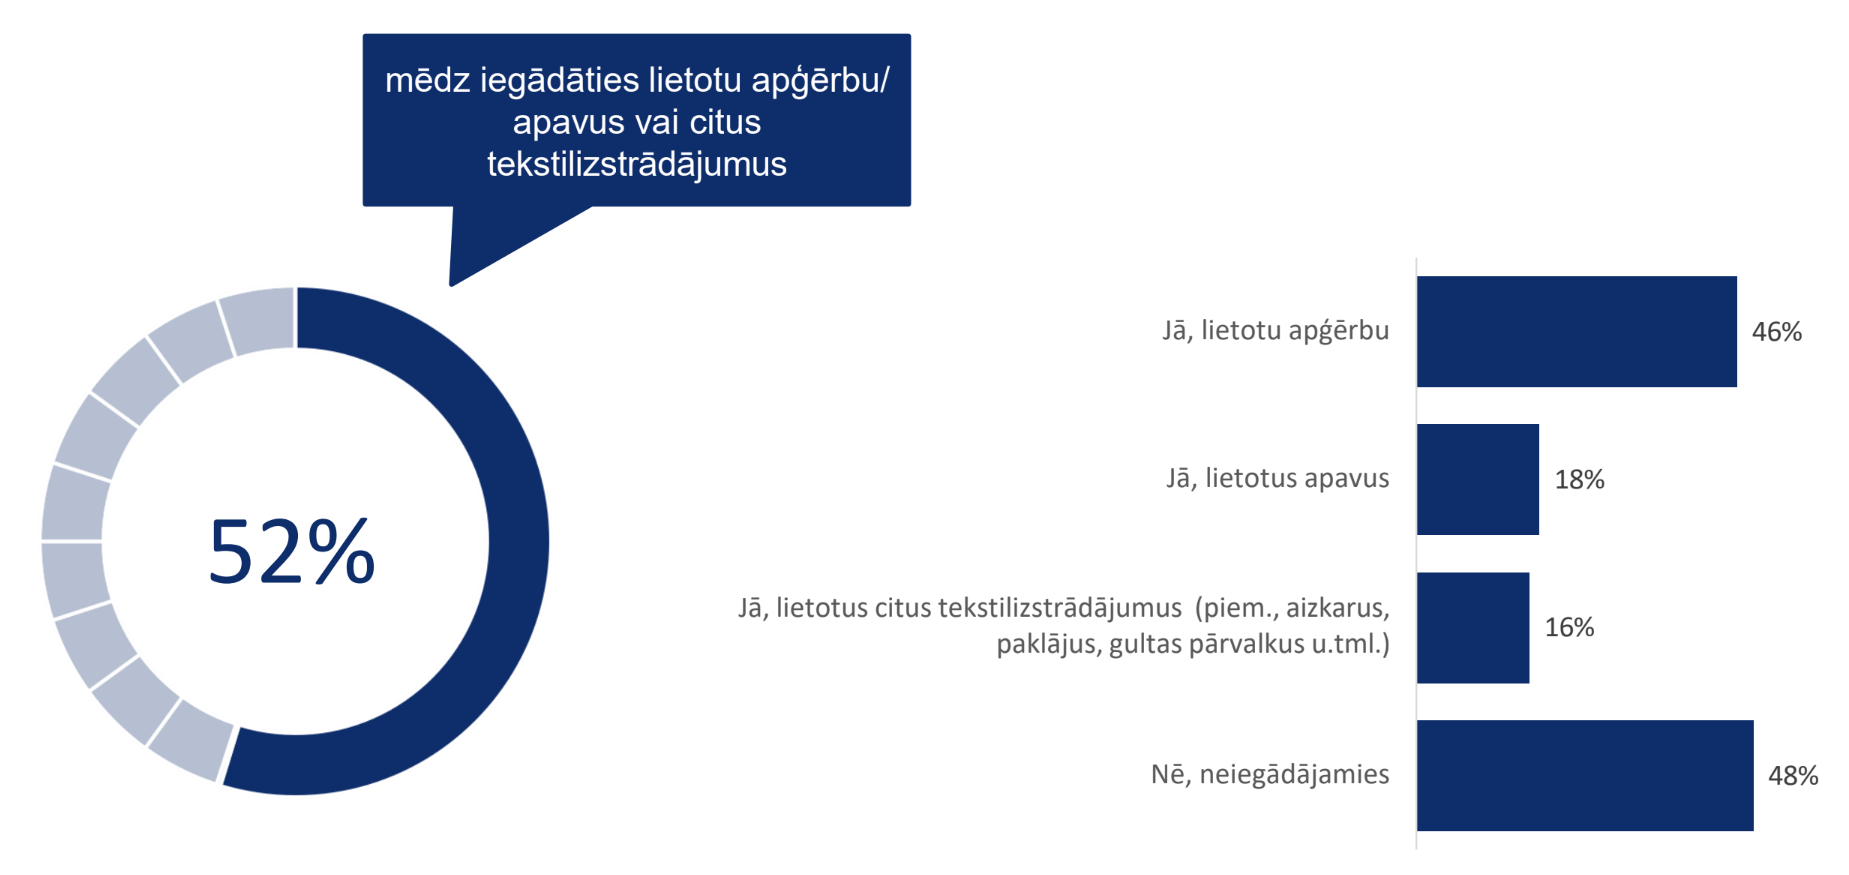 mēdz iegādāties lietotu apģērbu/
apavus vai citus
tekstilizstrādājumus
52%
Jā, lietotu apģērbu
46%
Jā, lietotus apavus
18%
Jā, lietotus citus tekstilizstrādājumus (piem., aizkarus,
paklājus, gultas pārvalkus u.tml.)
16%
Nē, neiegādājamies
48%